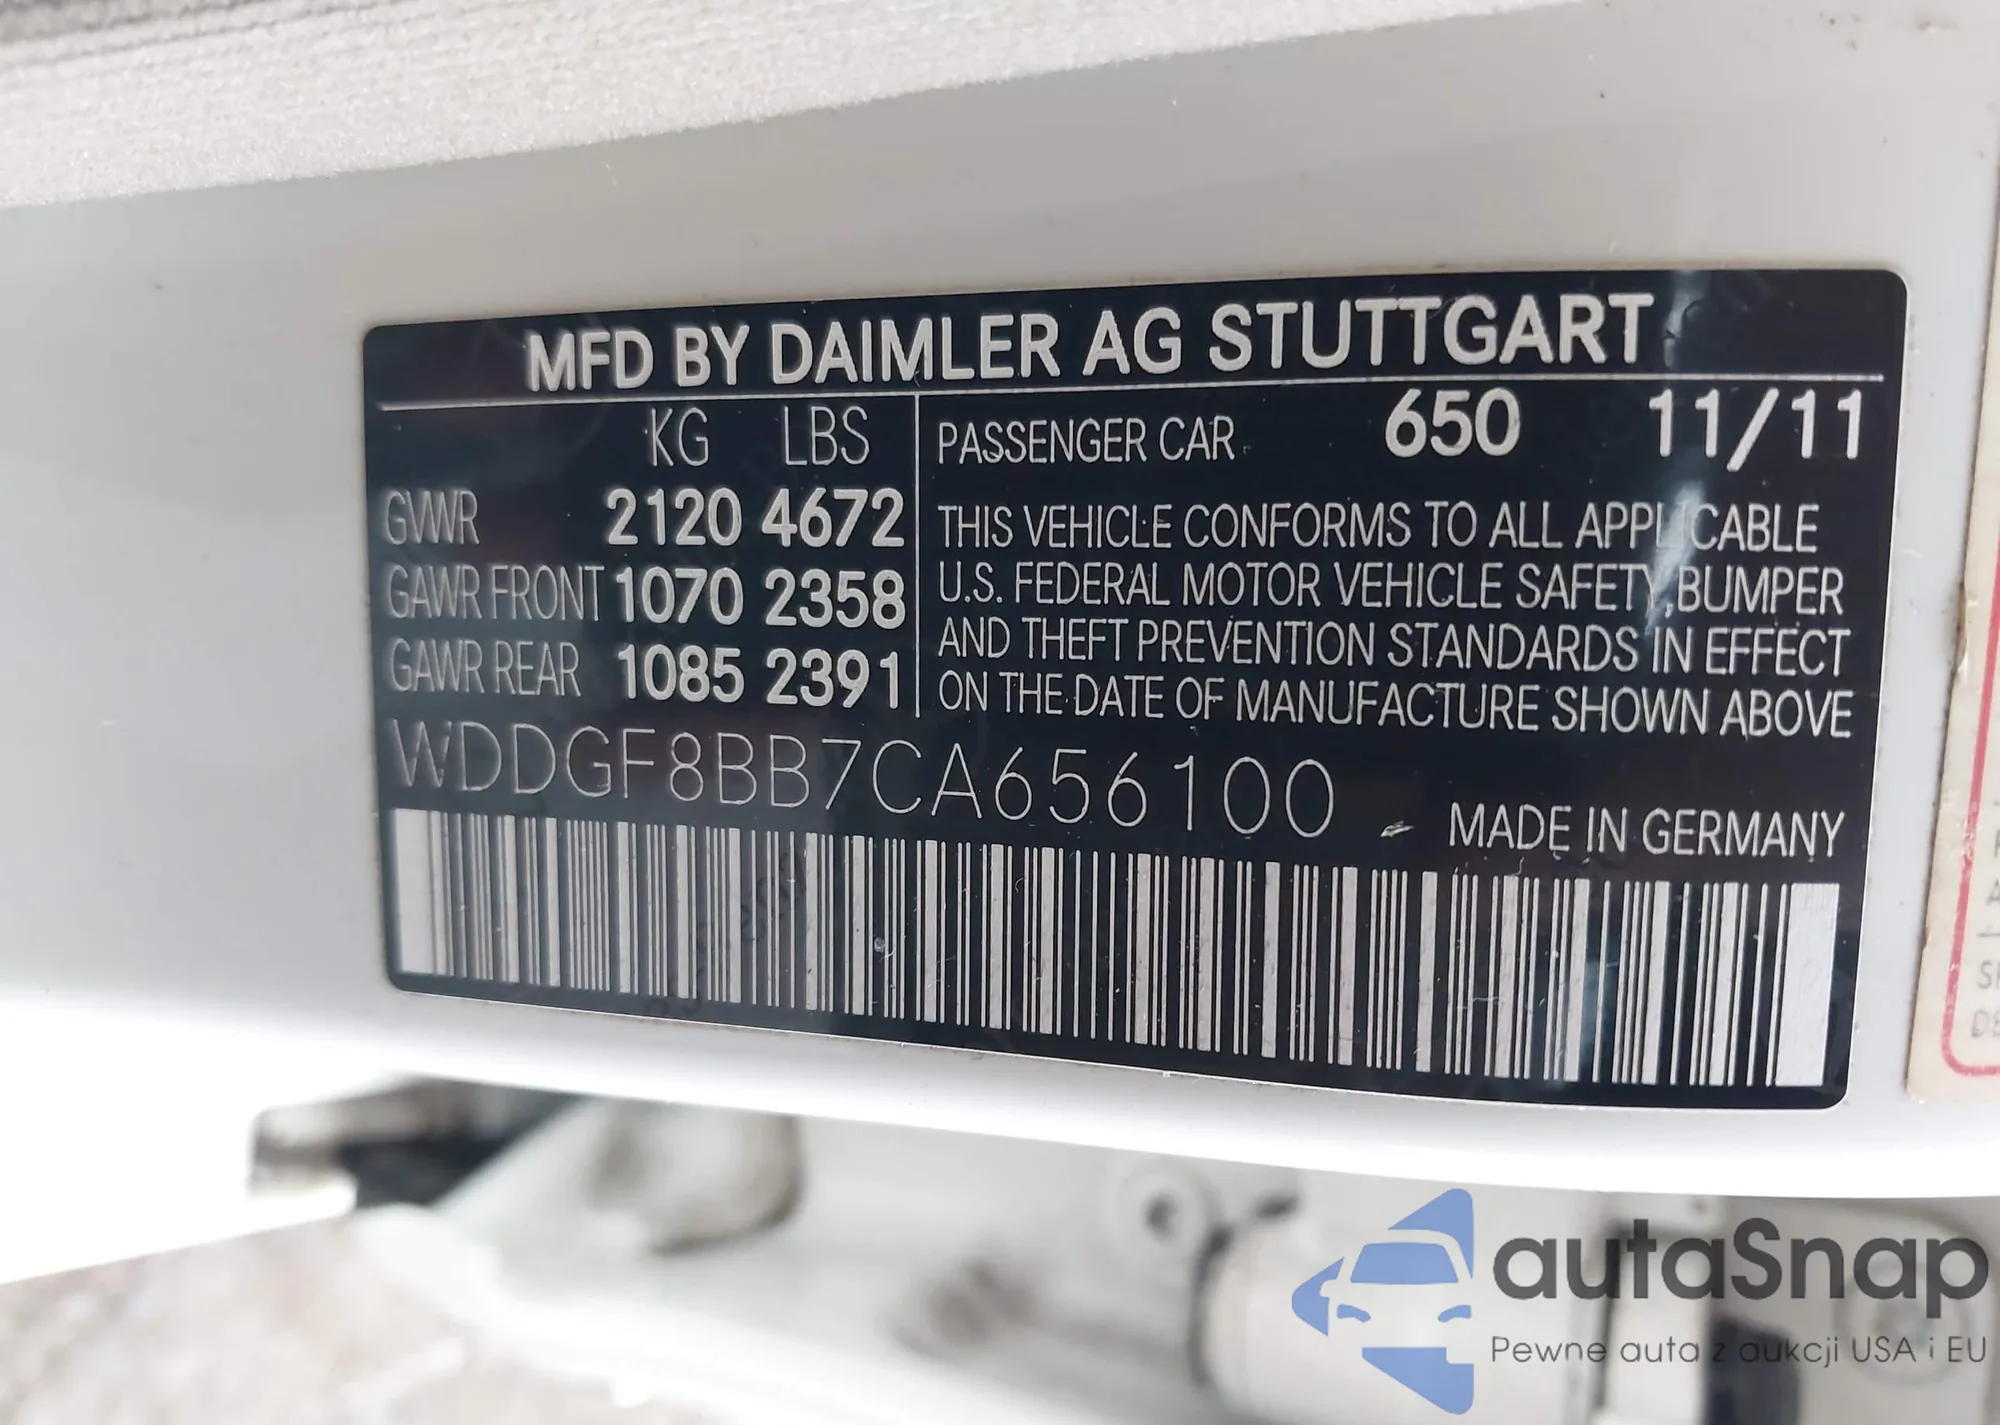 MFD BY DAIMLER AG STUTTGART
KG LBS
GVWR 2120 4672
GAWR FRONT 1070 2358
GAWR REAR 1085 2391
PASSENGER CAR 650 11/11
THIS VEHICLE CONFORMS TO ALL APPLICABLE
U.S. FEDERAL MOTOR VEHICLE SAFETY, BUMPER
AND THEFT PREVENTION STANDARDS IN EFFECT
ON THE DATE OF MANUFACTURE SHOWN ABOVE
WDDGF8BB7CA656100
MADE IN GERMANY
autaSnap
Pewne auta z aukcji USA i EU